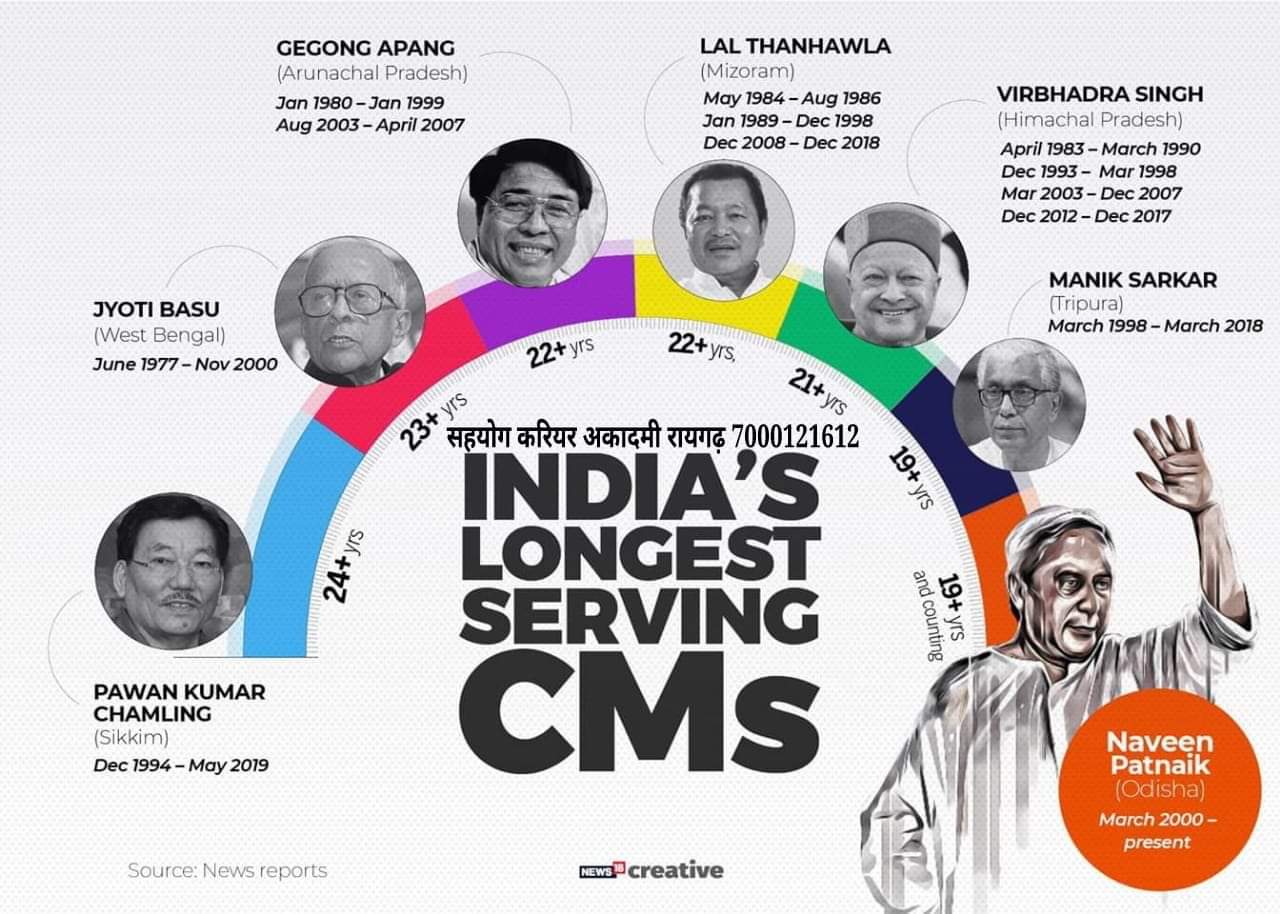 GEGONG APANG
(Arunachal Pradesh)
Jan 1980 – Jan 1999
Aug 2003 – April 2007
LAL THANHAWLA
(Mizoram)
May 1984 – Aug 1986
Jan 1989 – Dec 1998
Dec 2008 – Dec 2018
VIRBHADRA SINGH
(Himachal Pradesh)
April 1983 – March 1990
Dec 1993 – Mar 1998
Mar 2003 – Dec 2007
Dec 2012 – Dec 2017
MANIK SARKAR
(Tripura)
March 1998 – March 2018
JYOTI BASU
(West Bengal)
June 1977 – Nov 2000
24+ yrs
23+ yrs
22+ yrs
22+ yrs,
21+ yrs
19+ yrs
19+ yrs
and counting
सहयोग करियर अकादमी रायगढ़ 7000121612
INDIA'S
LONGEST
SERVING
CMs
PAWAN KUMAR
CHAMLING
(Sikkim)
Dec 1994 – May 2019
Naveen
Patnaik
(Odisha)
March 2000 –
present
Source: News reports
NEWS18 creative